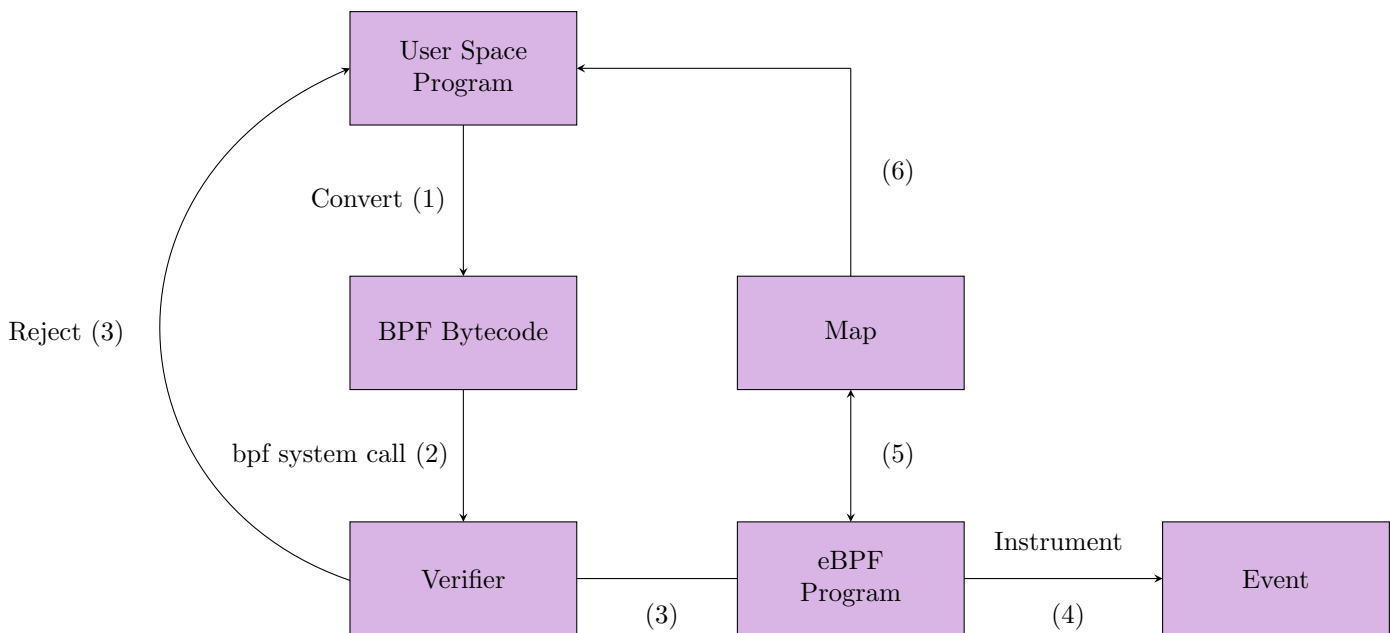 User Space
Program
Convert (1)
(6)
Reject (3)
BPF Bytecode
Map
bpf system call (2)
(5)
Verifier
(3)
eBPF
Program
Instrument
(4)
Event